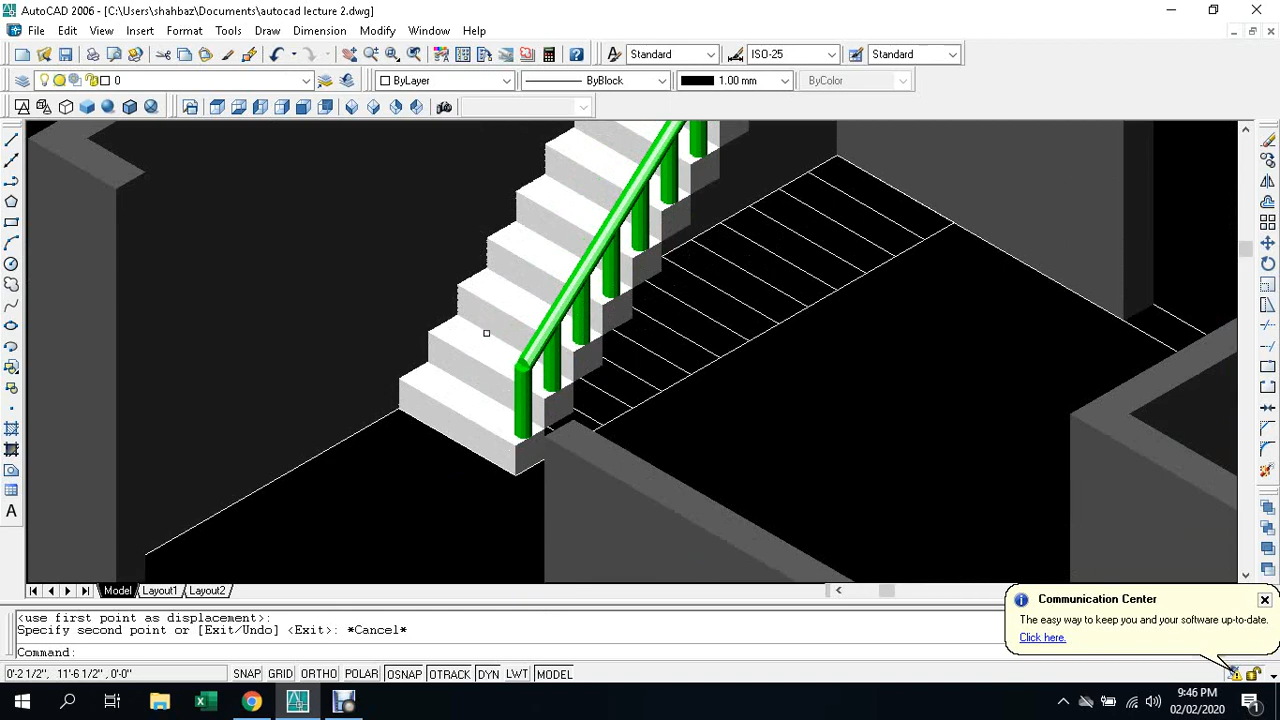 AutoCAD 2006 - [C:\Users\shahbaz\Documents\autocad lecture 2.dwg]
File Edit View Insert Format Tools Draw Dimension Modify Window Help
Standard ISO-25 Standard
0 ByLayer ByBlock 1.00 mm ByColor
Model Layout1 Layout2
<use first point as displacement>:
Specify second point or [Exit/Undo] <Exit>: *Cancel*
Command:
Communication Center
The easy way to keep you and your software up-to-date.
Click here.
0'-2 1/2", 11'-6 1/2", 0'-0" SNAP GRID ORTHO POLAR OSNAP OTRACK DYN LWT MODEL
9:46 PM
02/02/2020
1